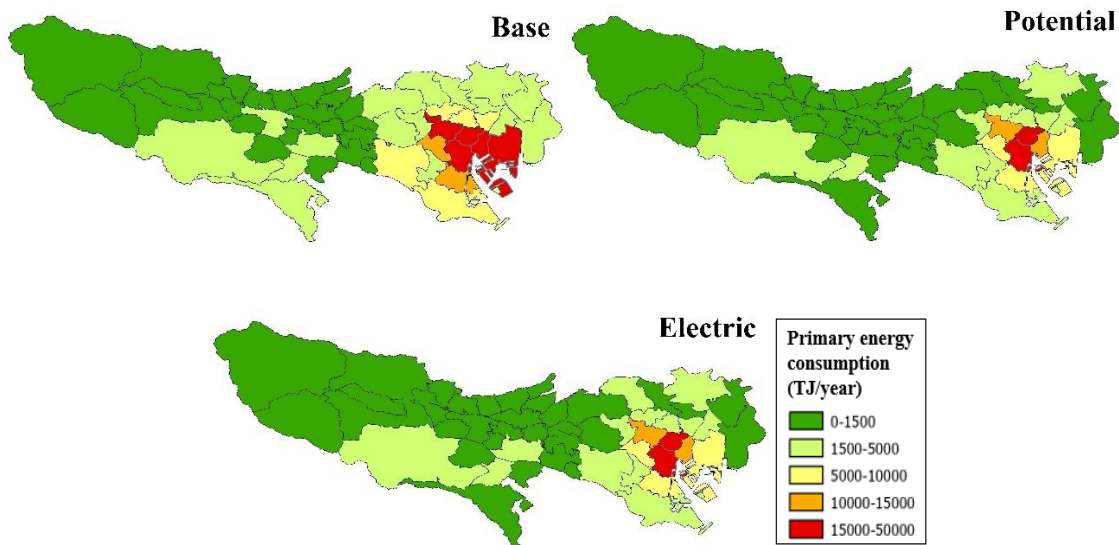 Base
Potential
Electric
Primary energy
consumption
(TJ/year)
0-1500
1500-5000
5000-10000
10000-15000
15000-50000